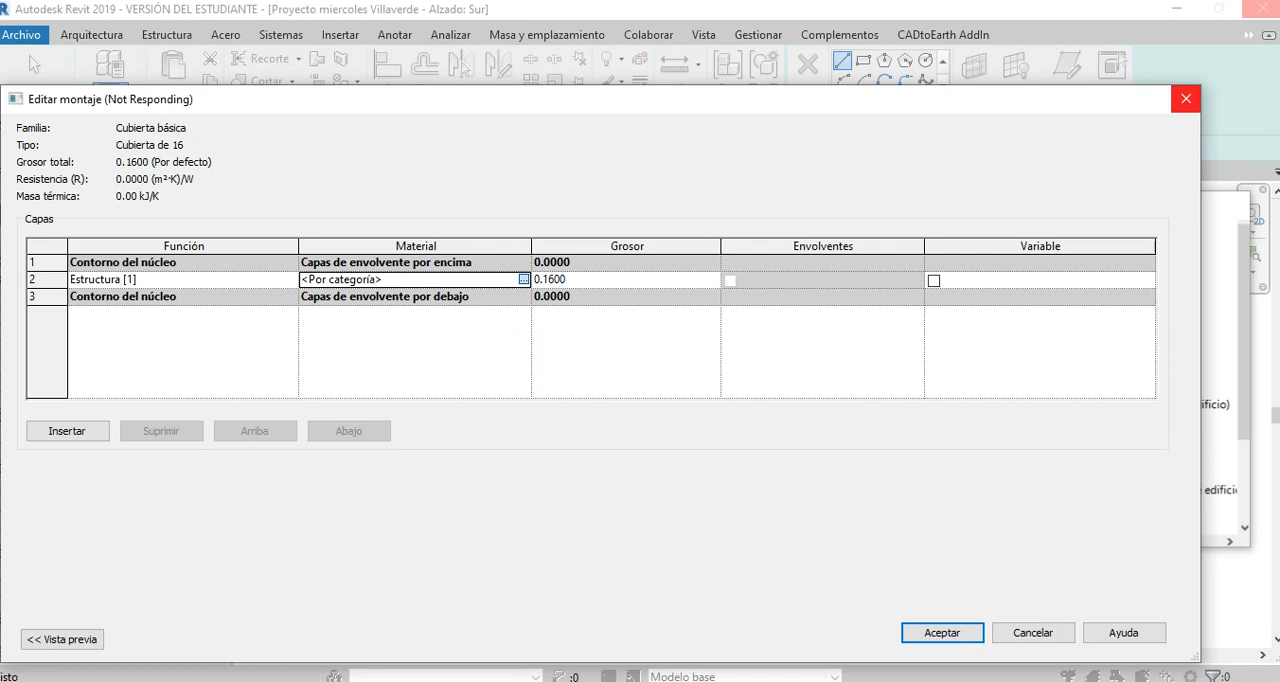 Autodesk Revit 2019 - VERSIÓN DEL ESTUDIANTE - [Proyecto miercoles Villaverde - Alzado: Sur]
Archivo Arquitectura Estructura Acero Sistemas Insertar Anotar Analizar Masa y emplazamiento Colaborar Vista Gestionar Complementos CADtoEarth AddIn
Recorte
Cortar
Editar montaje (Not Responding)
Familia: Cubierta básica
Tipo: Cubierta de 16
Grosor total: 0.1600 (Por defecto)
Resistencia (R): 0.0000 (m²·K)/W
Masa térmica: 0.00 kJ/K
Capas
Función Material Grosor Envolventes Variable
1 Contorno del núcleo Capas de envolvente por encima 0.0000
2 Estructura [1] <Por categoría> 0.1600
3 Contorno del núcleo Capas de envolvente por debajo 0.0000
ificio)
Insertar Suprimir Arriba Abajo
edificio
<< Vista previa Aceptar Cancelar Ayuda
isto :0 Modelo base :0